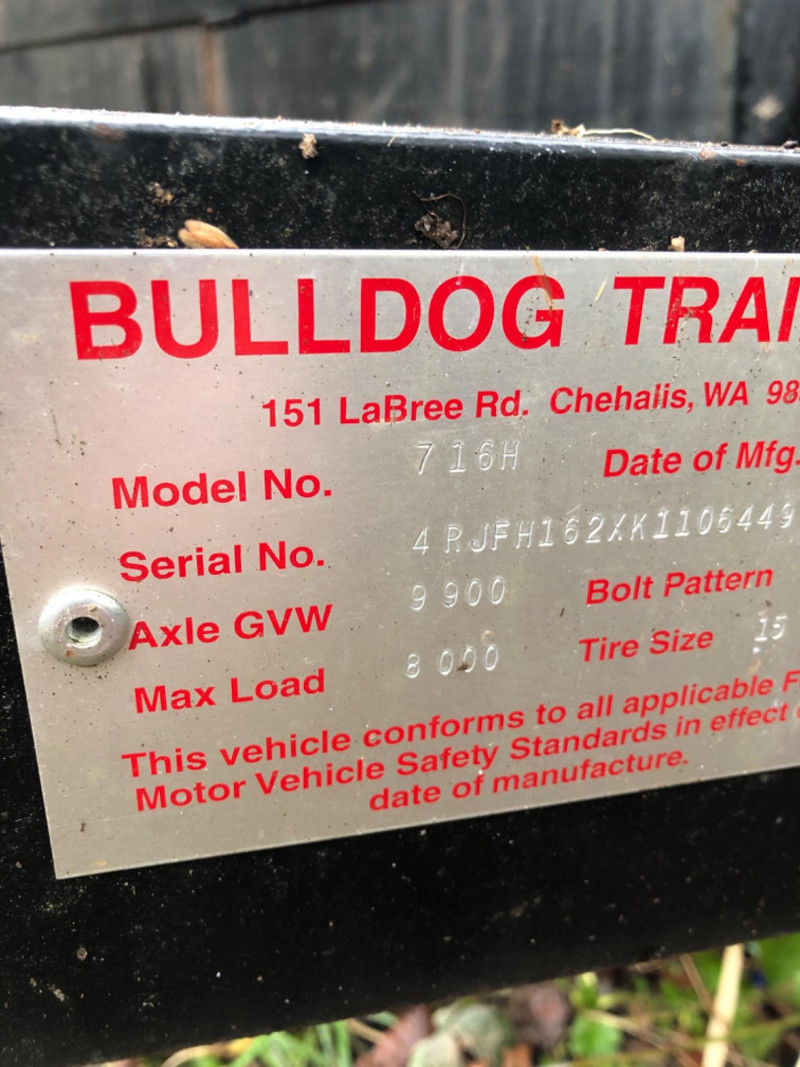 BULLDOG TRAI
151 LaBree Rd. Chehalis, WA 98
Model No. 716H Date of Mfg.
Serial No. 4RJFH162XK1106449
Axle GVW 9900 Bolt Pattern
Max Load 8000 Tire Size 15
This vehicle conforms to all applicable F
Motor Vehicle Safety Standards in effect
date of manufacture.